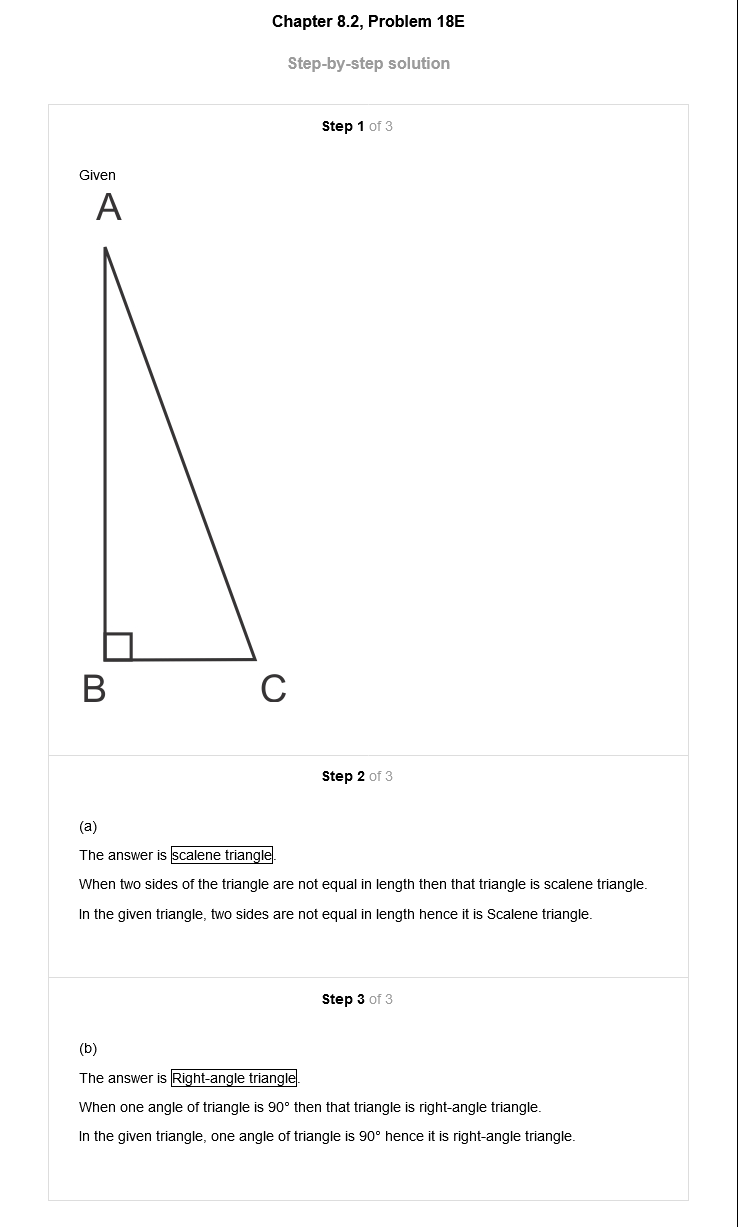 Chapter 8.2, Problem 18E
Step-by-step solution
Step 1 of 3
Given
A
B
C
Step 2 of 3
(a)
The answer is scalene triangle.
When two sides of the triangle are not equal in length then that triangle is scalene triangle.
In the given triangle, two sides are not equal in length hence it is Scalene triangle.
Step 3 of 3
(b)
The answer is Right-angle triangle.
When one angle of triangle is 90° then that triangle is right-angle triangle.
In the given triangle, one angle of triangle is 90° hence it is right-angle triangle.